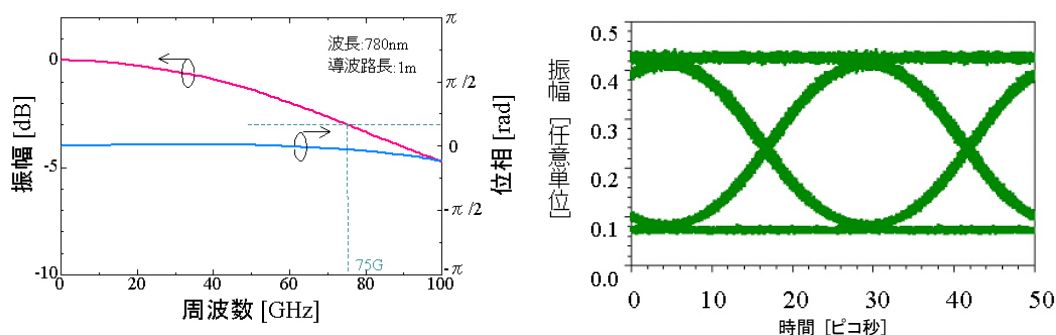 波長:780nm
導波路長:1m
0
-5
-10
振幅 [dB]
π
π/2
0
-π/2
-π
位相 [rad]
75G
0
20
40
60
80
100
周波数 [GHz]
0.5
0.4
0.3
0.2
0.1
0.0
振幅 [任意単位]
0
10
20
30
40
50
時間 [ピコ秒]